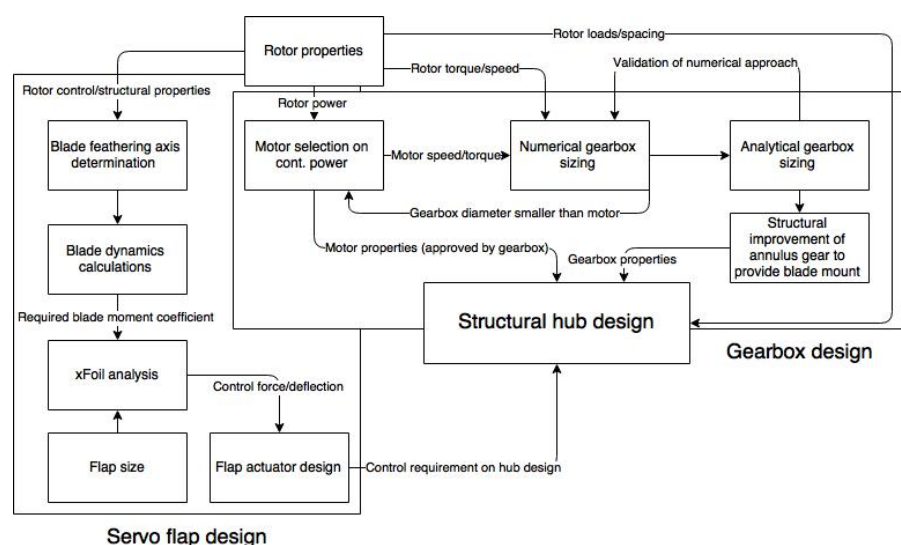 Rotor properties
Rotor loads/spacing
Rotor torque/speed
Validation of numerical approach
Rotor control/structural properties
Rotor power
Blade feathering axis
determination
Motor selection on
cont. power
Motor speed/torque
Numerical gearbox
sizing
Analytical gearbox
sizing
Gearbox diameter smaller than motor
Blade dynamics
calculations
Motor properties (approved by gearbox)
Gearbox properties
Structural
improvement of
annulus gear to
provide blade mount
Required blade moment coefficient
Structural hub design
Gearbox design
xFoil analysis
Control force/deflection
Flap size
Flap actuator design
Control requirement on hub design
Servo flap design